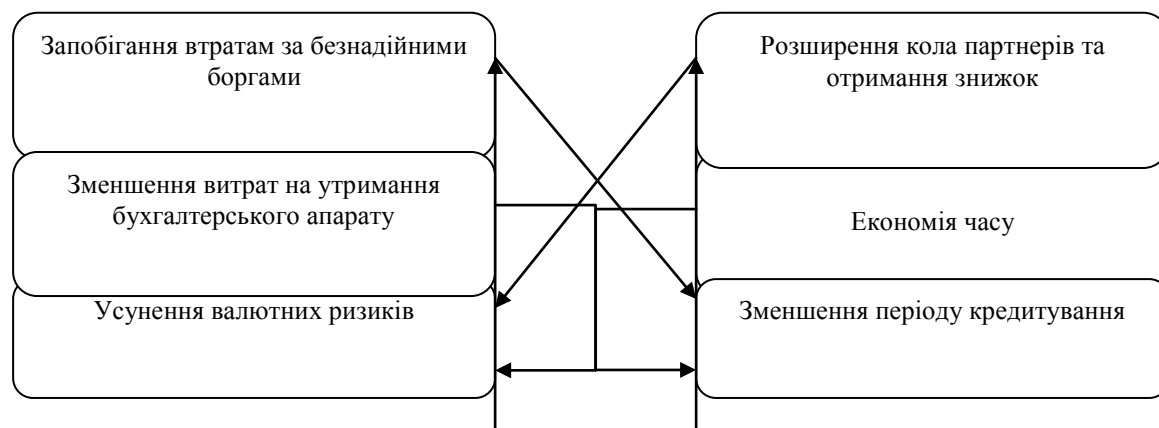 Запобігання втратам за безнадійними
боргами
Розширення кола партнерів та
отримання знижок
Зменшення витрат на утримання
бухгалтерського апарату
Економія часу
Усунення валютних ризиків
Зменшення періоду кредитування